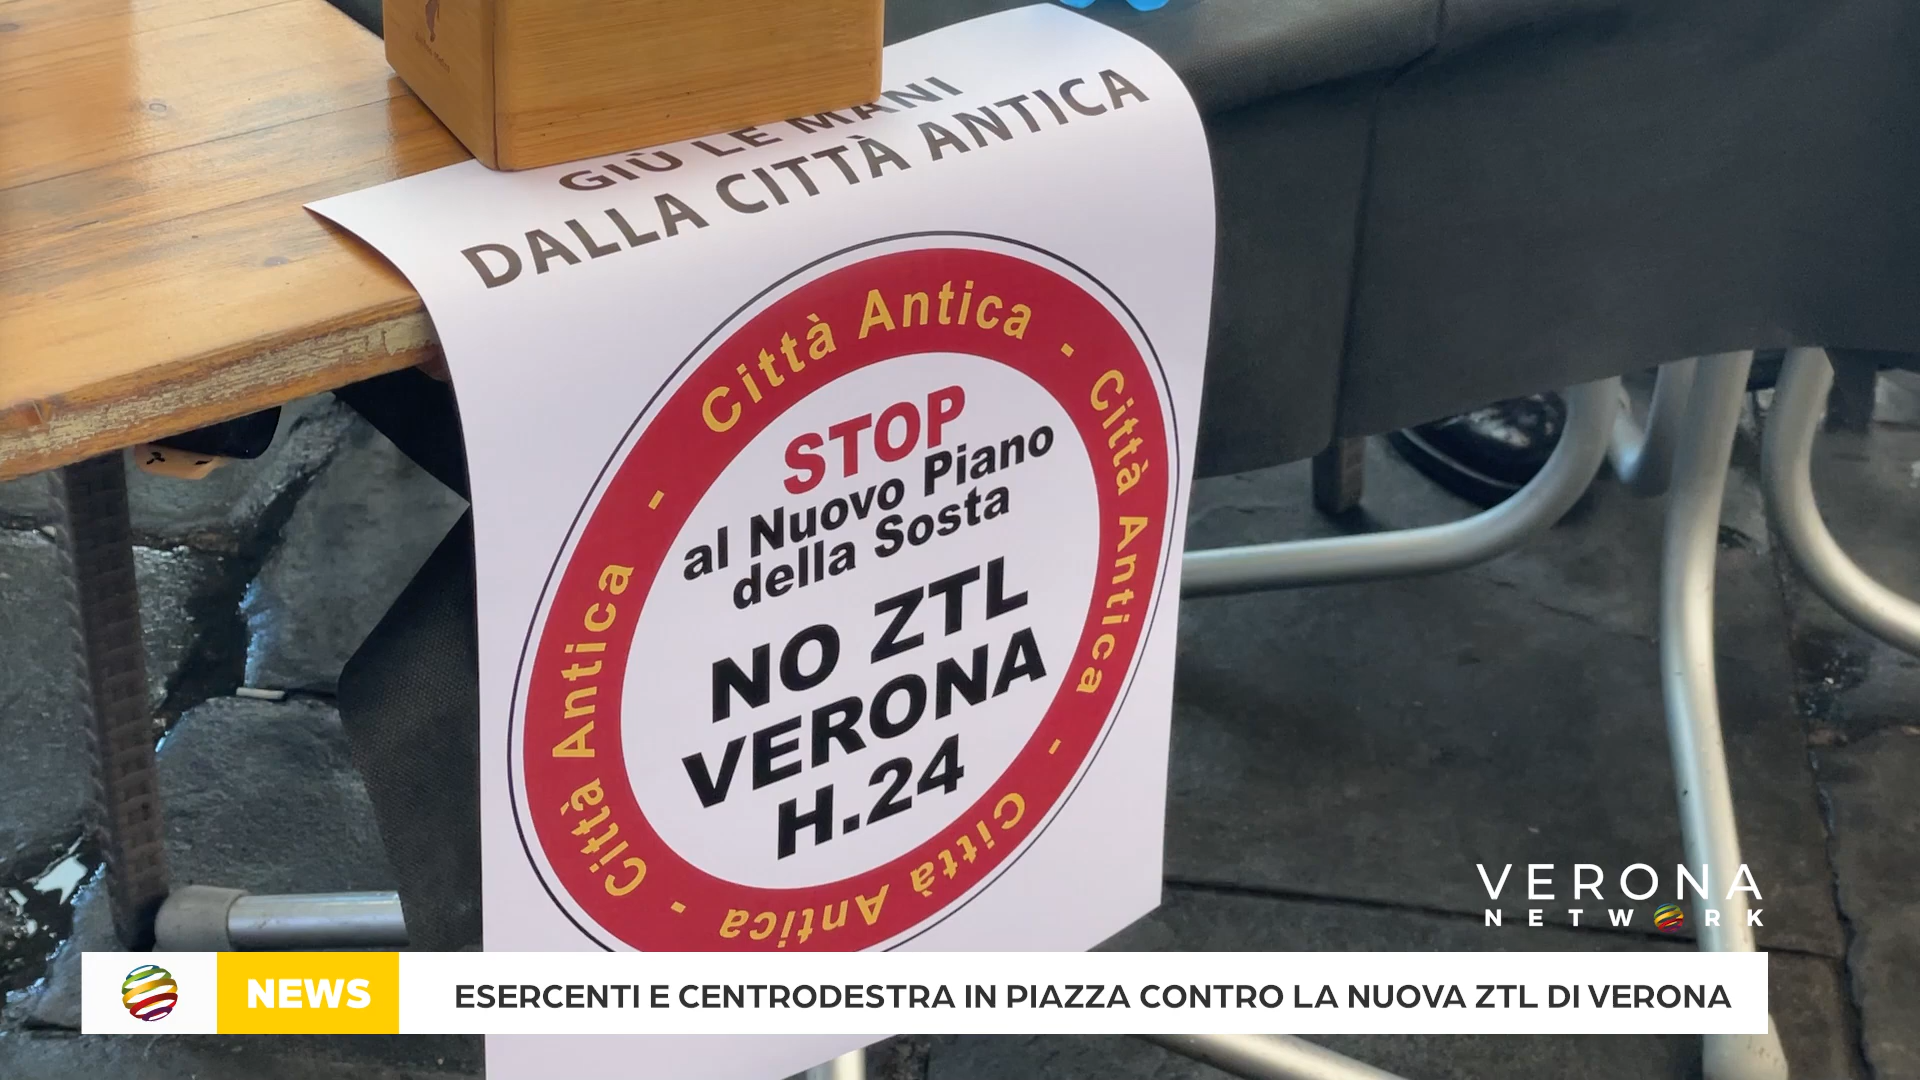 GIÙ LE MANI
DALLA CITTÀ ANTICA
Città Antica - Città Antica - Città Antica - Città Antica -
STOP
al Nuovo Piano
della Sosta
NO ZTL
VERONA
H.24
VERONA
NETWORK
NEWS
ESERCENTI E CENTRODESTRA IN PIAZZA CONTRO LA NUOVA ZTL DI VERONA